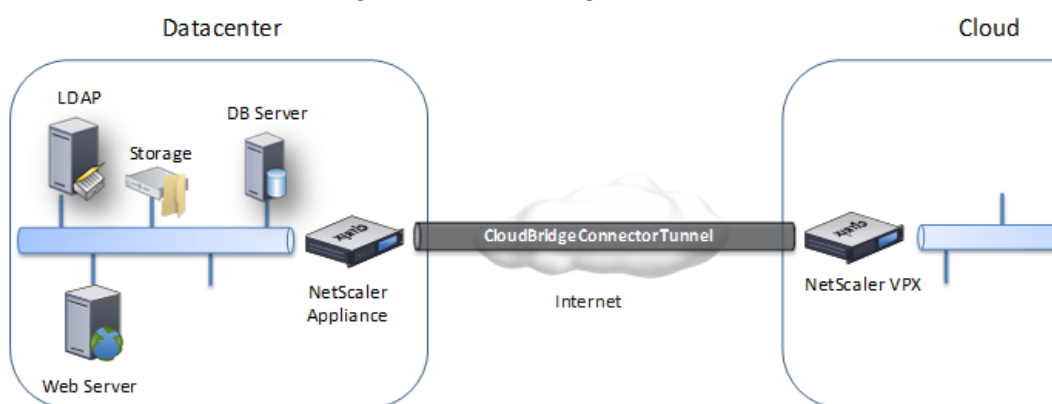 Datacenter
Cloud
LDAP
DB Server
Storage
CloudBridgeConnectorTunnel
NetScaler
Appliance
Internet
NetScaler VPX
Web Server